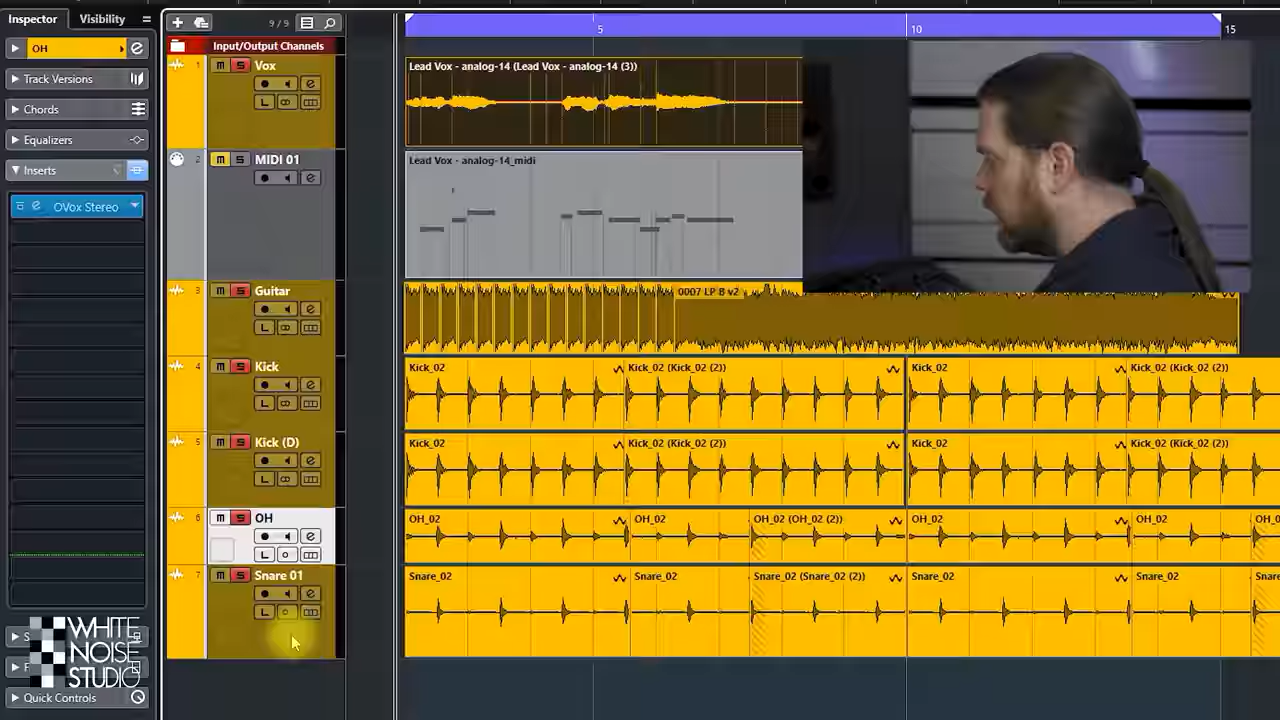 Inspector
Visibility
9 / 9
5
10
15
OH
Input/Output Channels
Track Versions
Chords
Equalizers
Inserts
OVox Stereo
Quick Controls
WHITE
NOISE
STUDIO
1
m S
Vox
L
Lead Vox - analog-14 (Lead Vox - analog-14 (3))
2
m S
MIDI 01
Lead Vox - analog-14_midi
3
m S
Guitar
L
0007 LP B v2
4
m S
Kick
L
Kick_02
Kick_02 (Kick_02 (2))
Kick_02
Kick_02 (Kick_02 (2))
5
m S
Kick (D)
L
Kick_02
Kick_02 (Kick_02 (2))
Kick_02
Kick_02 (Kick_02 (2))
6
m S
OH
L
OH_02
OH_02
OH_02 (OH_02 (2))
OH_02
OH_02
OH_0
7
m S
Snare 01
L
Snare_02
Snare_02
Snare_02 (Snare_02 (2))
Snare_02
Snare_02
Snare